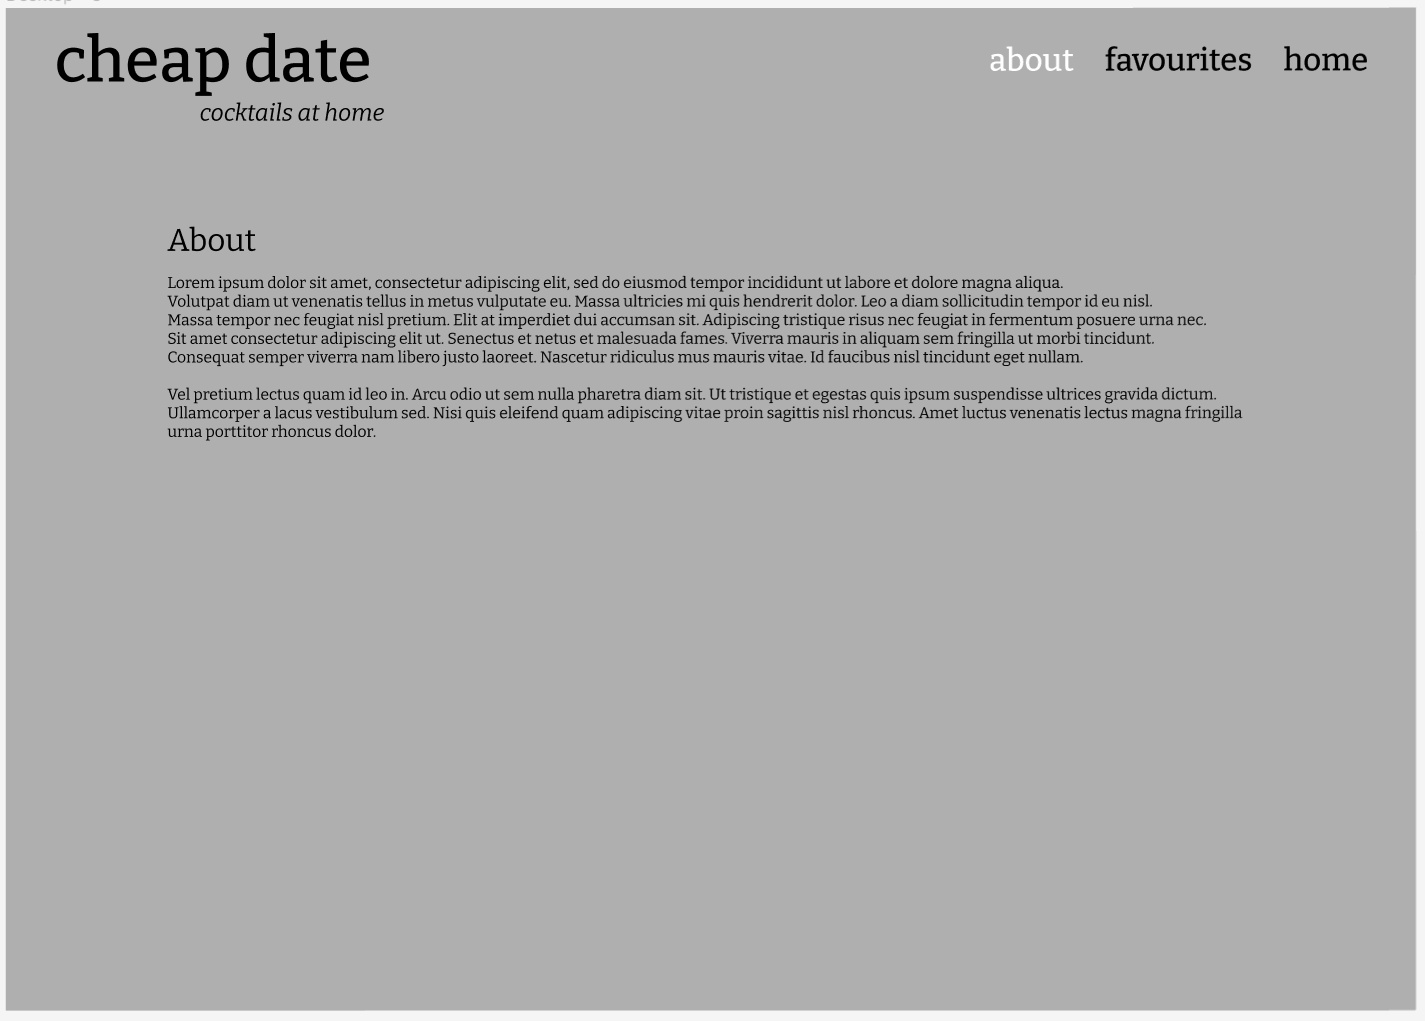 cheap date
cocktails at home
about favourites home
About
Lorem ipsum dolor sit amet, consectetur adipiscing elit, sed do eiusmod tempor incididunt ut labore et dolore magna aliqua.
Volutpat diam ut venenatis tellus in metus vulputate eu. Massa ultricies mi quis hendrerit dolor. Leo a diam sollicitudin tempor id eu nisl.
Massa tempor nec feugiat nisl pretium. Elit at imperdiet dui accumsan sit. Adipiscing tristique risus nec feugiat in fermentum posuere urna nec.
Sit amet consectetur adipiscing elit ut. Senectus et netus et malesuada fames. Viverra mauris in aliquam sem fringilla ut morbi tincidunt.
Consequat semper viverra nam libero justo laoreet. Nascetur ridiculus mus mauris vitae. Id faucibus nisl tincidunt eget nullam.
Vel pretium lectus quam id leo in. Arcu odio ut sem nulla pharetra diam sit. Ut tristique et egestas quis ipsum suspendisse ultrices gravida dictum.
Ullamcorper a lacus vestibulum sed. Nisi quis eleifend quam adipiscing vitae proin sagittis nisl rhoncus. Amet luctus venenatis lectus magna fringilla
urna porttitor rhoncus dolor.